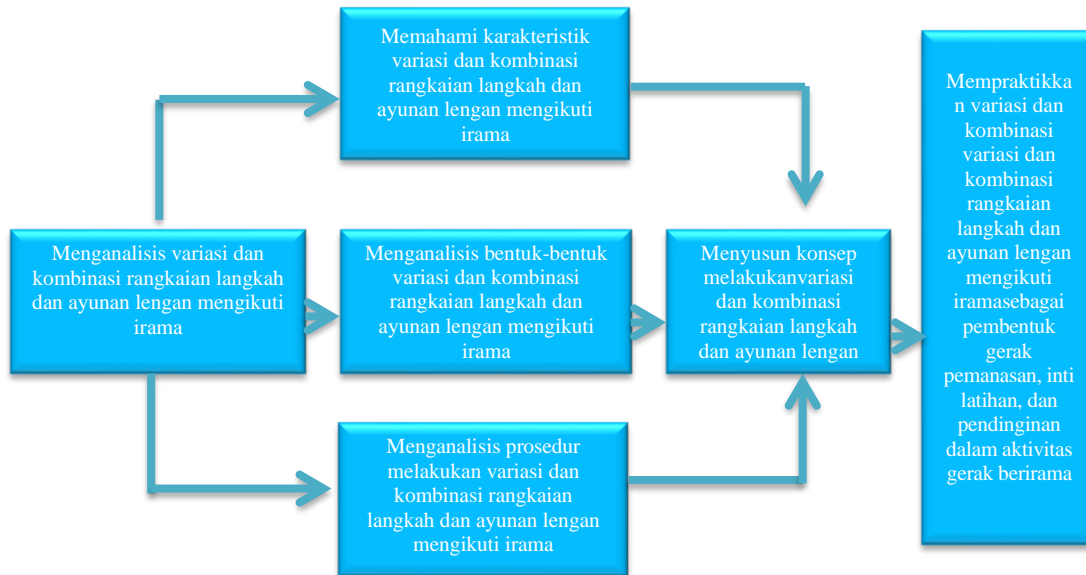 Memahami karakteristik
variasi dan kombinasi
rangkaian langkah dan
ayunan lengan mengikuti
irama
Menganalisis variasi dan
kombinasi rangkaian langkah
dan ayunan lengan mengikuti
irama
Menganalisis bentuk-bentuk
variasi dan kombinasi
rangkaian langkah dan
ayunan lengan mengikuti
irama
Menganalisis prosedur
melakukan variasi dan
kombinasi rangkaian
langkah dan ayunan lengan
mengikuti irama
Menyusun konsep
melakukanvariasi
dan kombinasi
rangkaian langkah
dan ayunan lengan
Mempraktikka
n variasi dan
kombinasi
variasi dan
kombinasi
rangkaian
langkah dan
ayunan lengan
mengikuti
iramasebagai
pembentuk
gerak
pemanasan, inti
latihan, dan
pendinginan
dalam aktivitas
gerak berirama